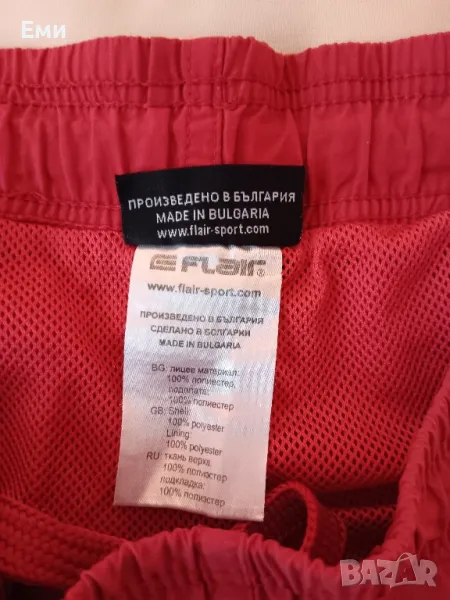 Еми
ПРОИЗВЕДЕНО В БЪЛГАРИЯ
MADE IN BULGARIA
www.flair-sport.com
FLAIR®
www.flair-sport.com
ПРОИЗВЕДЕНО В БЪЛГАРИЯ
СДЕЛАНО В БОЛГАРИИ
MADE IN BULGARIA
BG: лицев материал:
100% полиестер,
подплата:
100% полиестер
GB: Shell:
100% polyester
Lining:
100% polyester
RU: ткань верха:
100% полиэстер
подкладка:
100% полиэстер
BAZAR